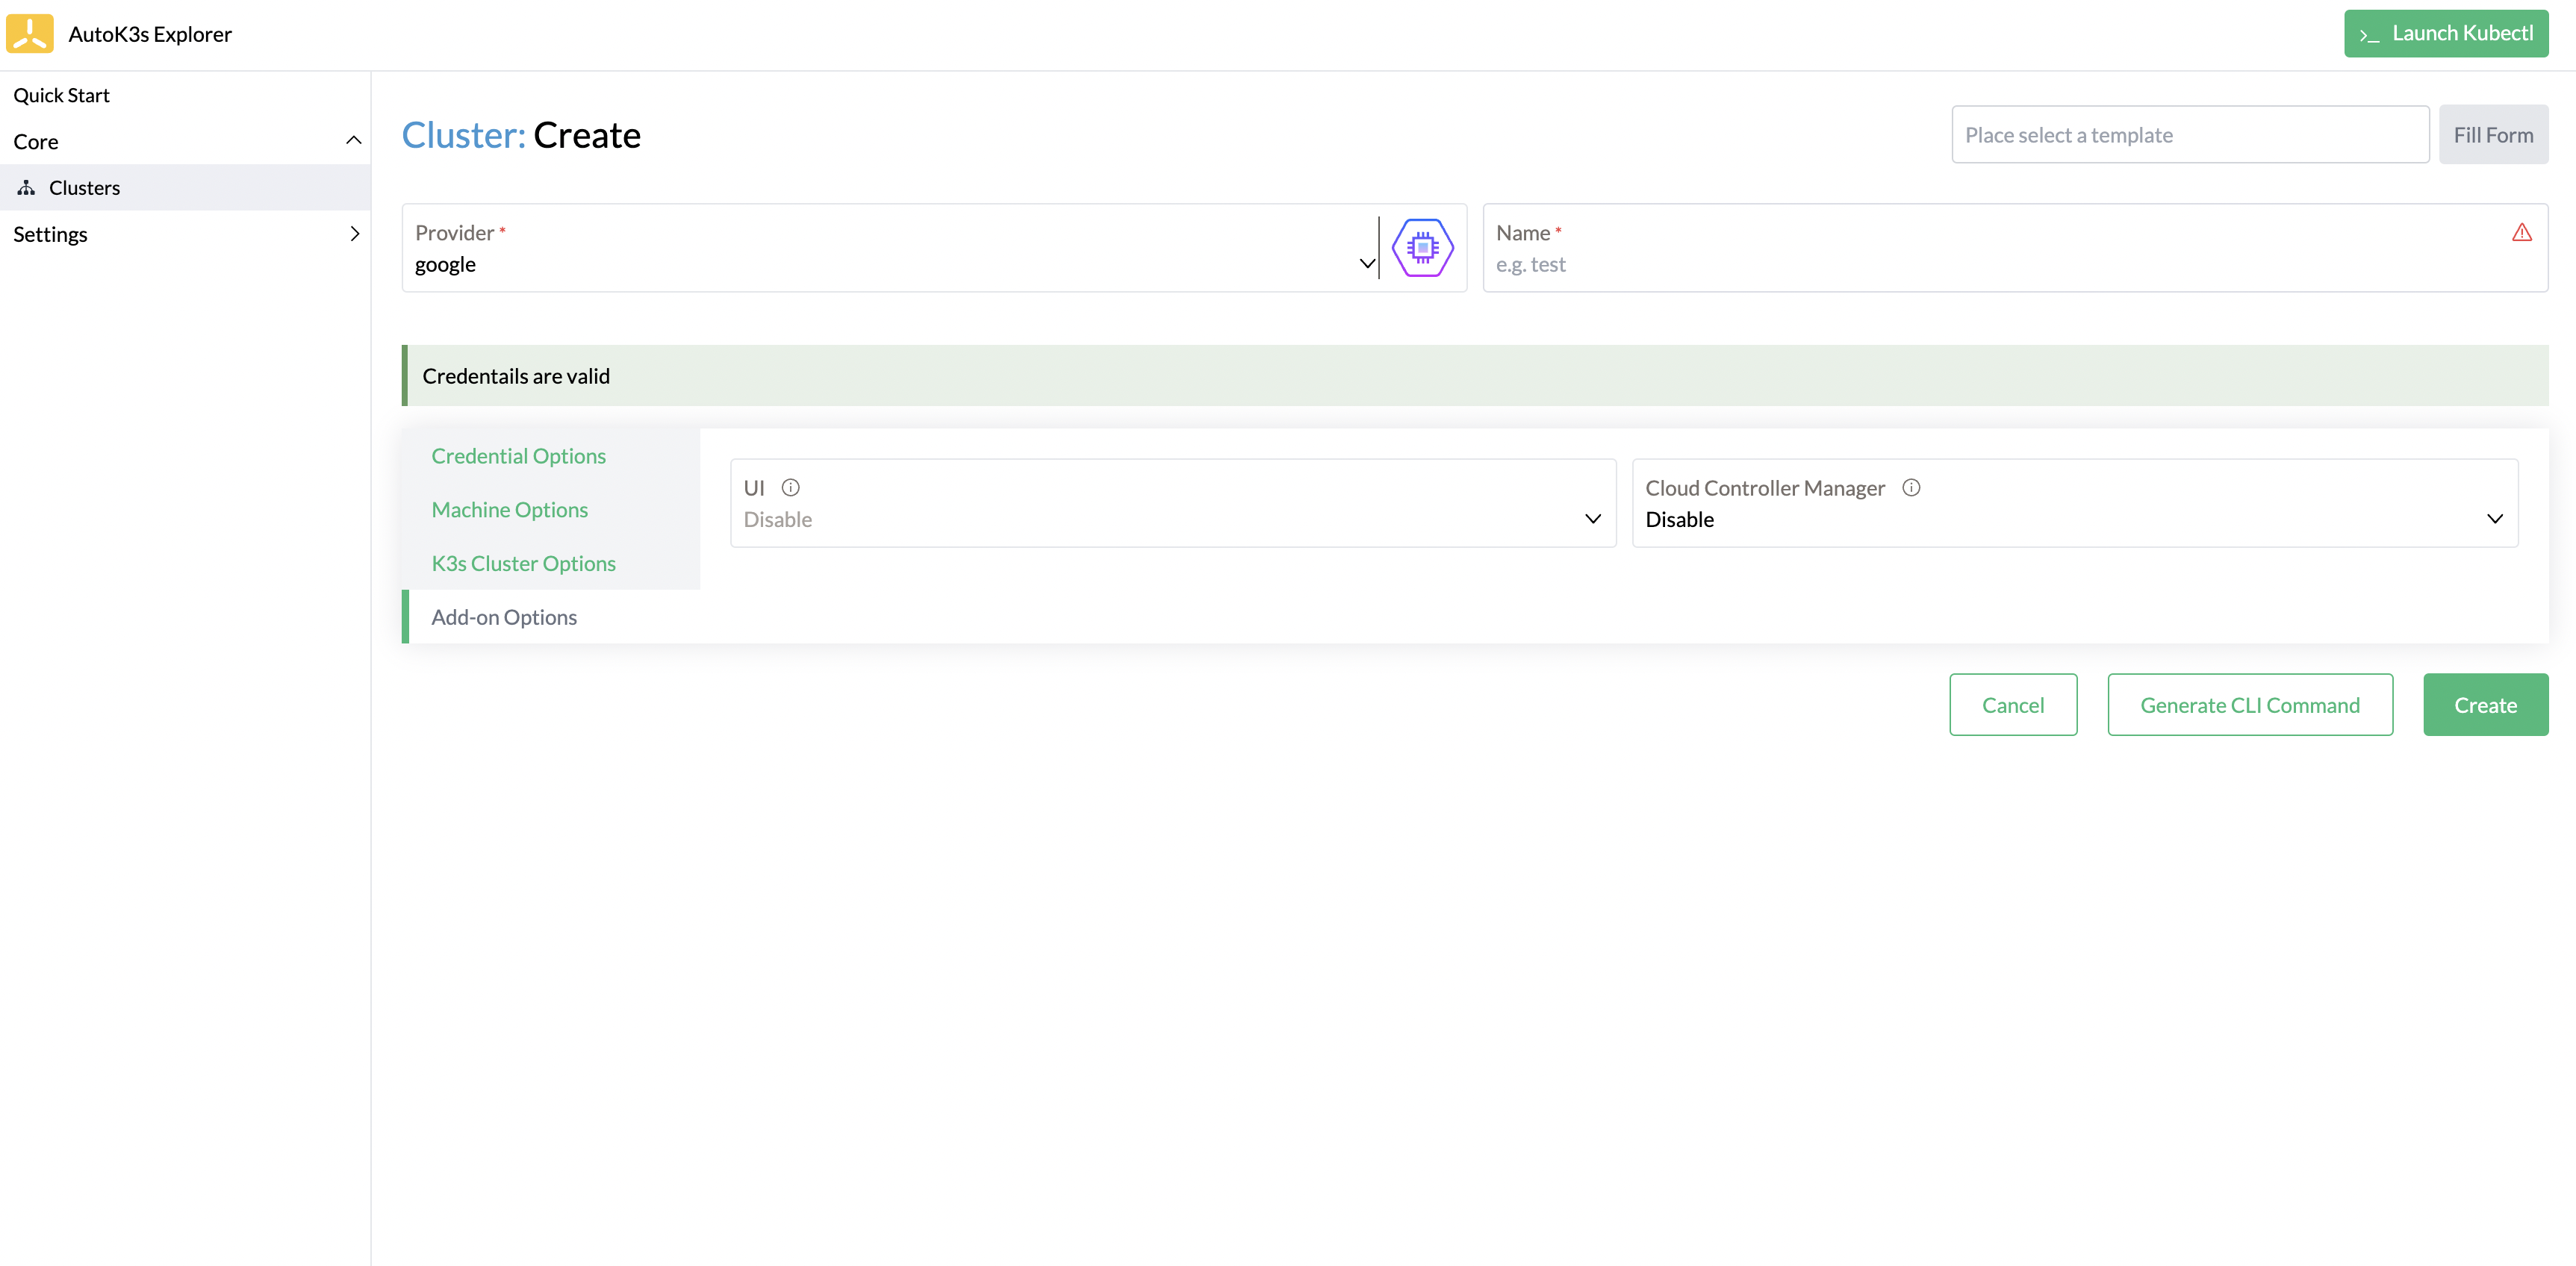 AutoK3s Explorer
>_ Launch Kubectl
Quick Start
Core
Clusters
Settings
Cluster: Create
Place select a template
Fill Form
Provider *
google
Name *
e.g. test
Credentails are valid
Credential Options
Machine Options
K3s Cluster Options
Add-on Options
UI
Disable
Cloud Controller Manager
Disable
Cancel
Generate CLI Command
Create